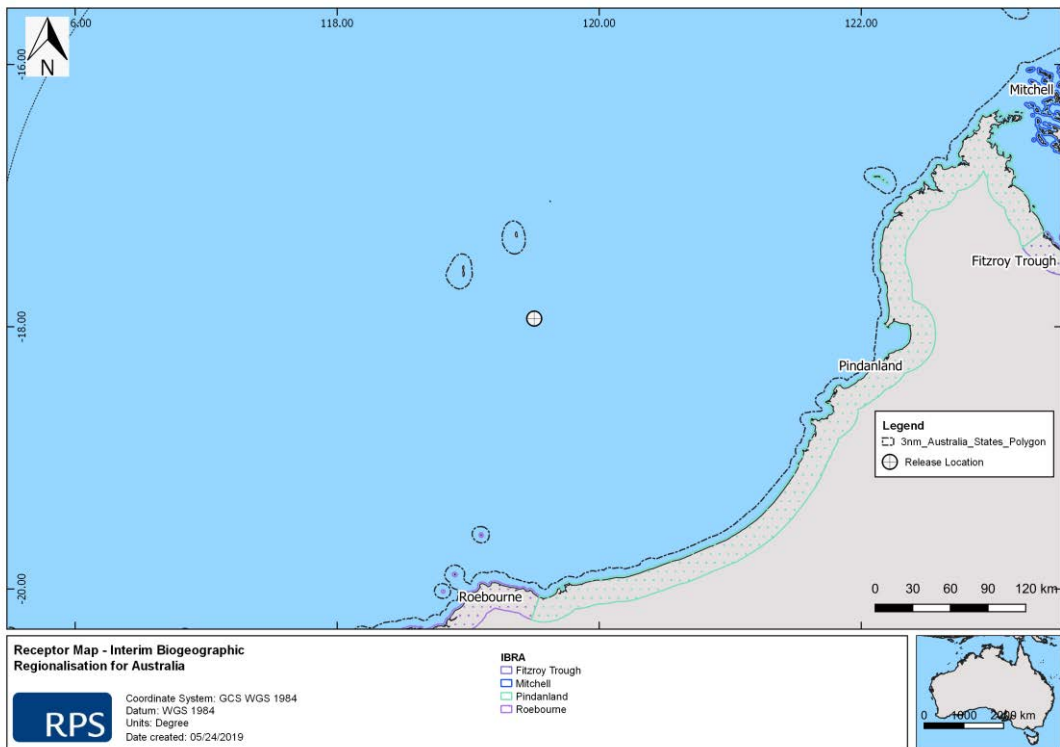 6.00
118.00
120.00
122.00
-16.00
-18.00
-20.00
N
Mitchell
Fitzroy Trough
Pindanland
Roebourne
Legend
3nm_Australia_States_Polygon
Release Location
0 30 60 90 120 km
Receptor Map - Interim Biogeographic
Regionalisation for Australia
RPS
Coordinate System: GCS WGS 1984
Datum: WGS 1984
Units: Degree
Date created: 05/24/2019
IBRA
Fitzroy Trough
Mitchell
Pindanland
Roebourne
0 1000 2000 km